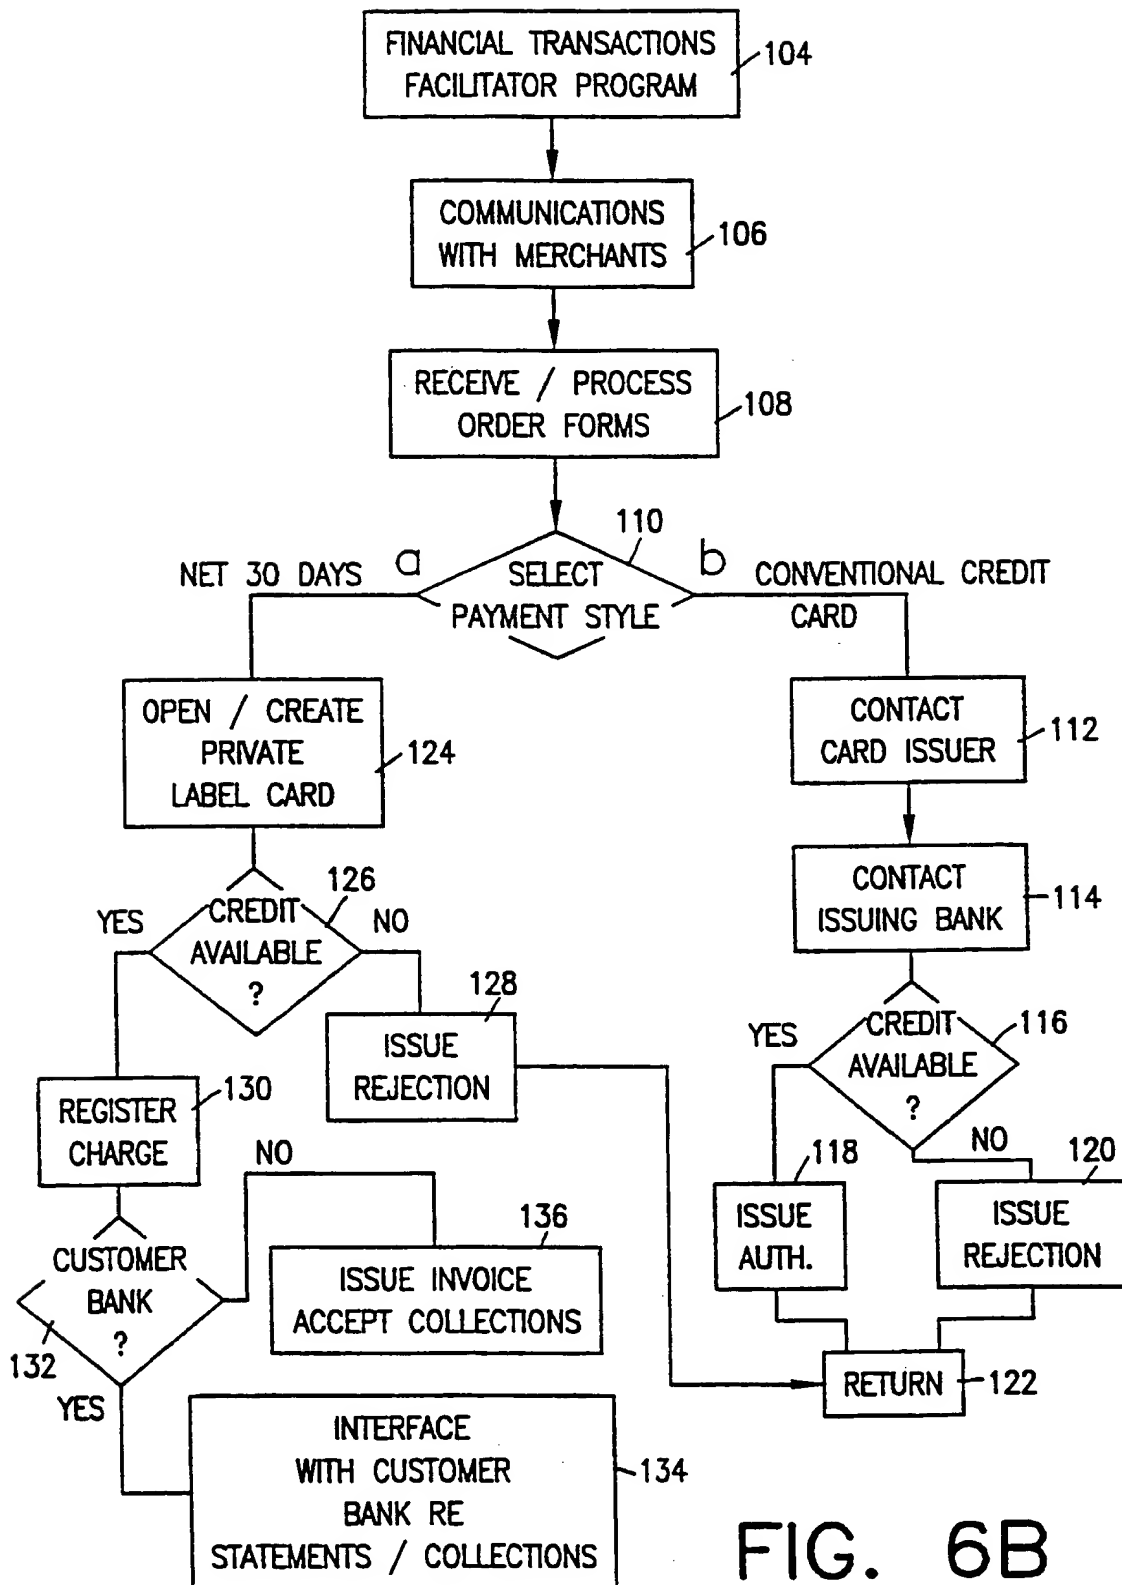 FINANCIAL TRANSACTIONS
FACILITATOR PROGRAM
104
COMMUNICATIONS
WITH MERCHANTS
106
RECEIVE / PROCESS
ORDER FORMS
108
110
a
b
NET 30 DAYS
SELECT
PAYMENT STYLE
CONVENTIONAL CREDIT
CARD
OPEN / CREATE
PRIVATE
LABEL CARD
124
CONTACT
CARD ISSUER
112
CONTACT
ISSUING BANK
114
126
YES
CREDIT
AVAILABLE
?
NO
128
ISSUE
REJECTION
YES
CREDIT
AVAILABLE
?
116
NO
130
REGISTER
CHARGE
NO
118
ISSUE
AUTH.
120
ISSUE
REJECTION
CUSTOMER
BANK
?
132
YES
136
ISSUE INVOICE
ACCEPT COLLECTIONS
RETURN
122
INTERFACE
WITH CUSTOMER
BANK RE
STATEMENTS / COLLECTIONS
134
FIG. 6B